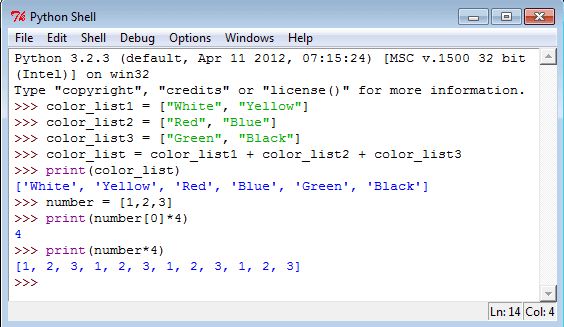 Python Shell
File Edit Shell Debug Options Windows Help
Python 3.2.3 (default, Apr 11 2012, 07:15:24) [MSC v.1500 32 bit
(Intel)] on win32
Type "copyright", "credits" or "license()" for more information.
>>> color_list1 = ["White", "Yellow"]
>>> color_list2 = ["Red", "Blue"]
>>> color_list3 = ["Green", "Black"]
>>> color_list = color_list1 + color_list2 + color_list3
>>> print(color_list)
['White', 'Yellow', 'Red', 'Blue', 'Green', 'Black']
>>> number = [1,2,3]
>>> print(number[0]*4)
4
>>> print(number*4)
[1, 2, 3, 1, 2, 3, 1, 2, 3, 1, 2, 3]
>>>
Ln: 14 Col: 4